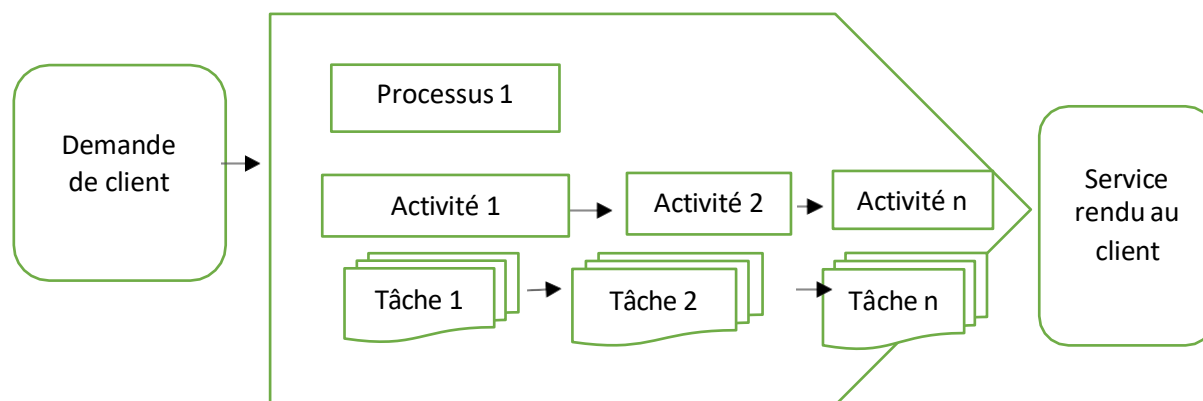 Demande
de client
Processus 1
Activité 1
Activité 2
Activité n
Tâche 1
Tâche 2
Tâche n
Service
rendu au
client